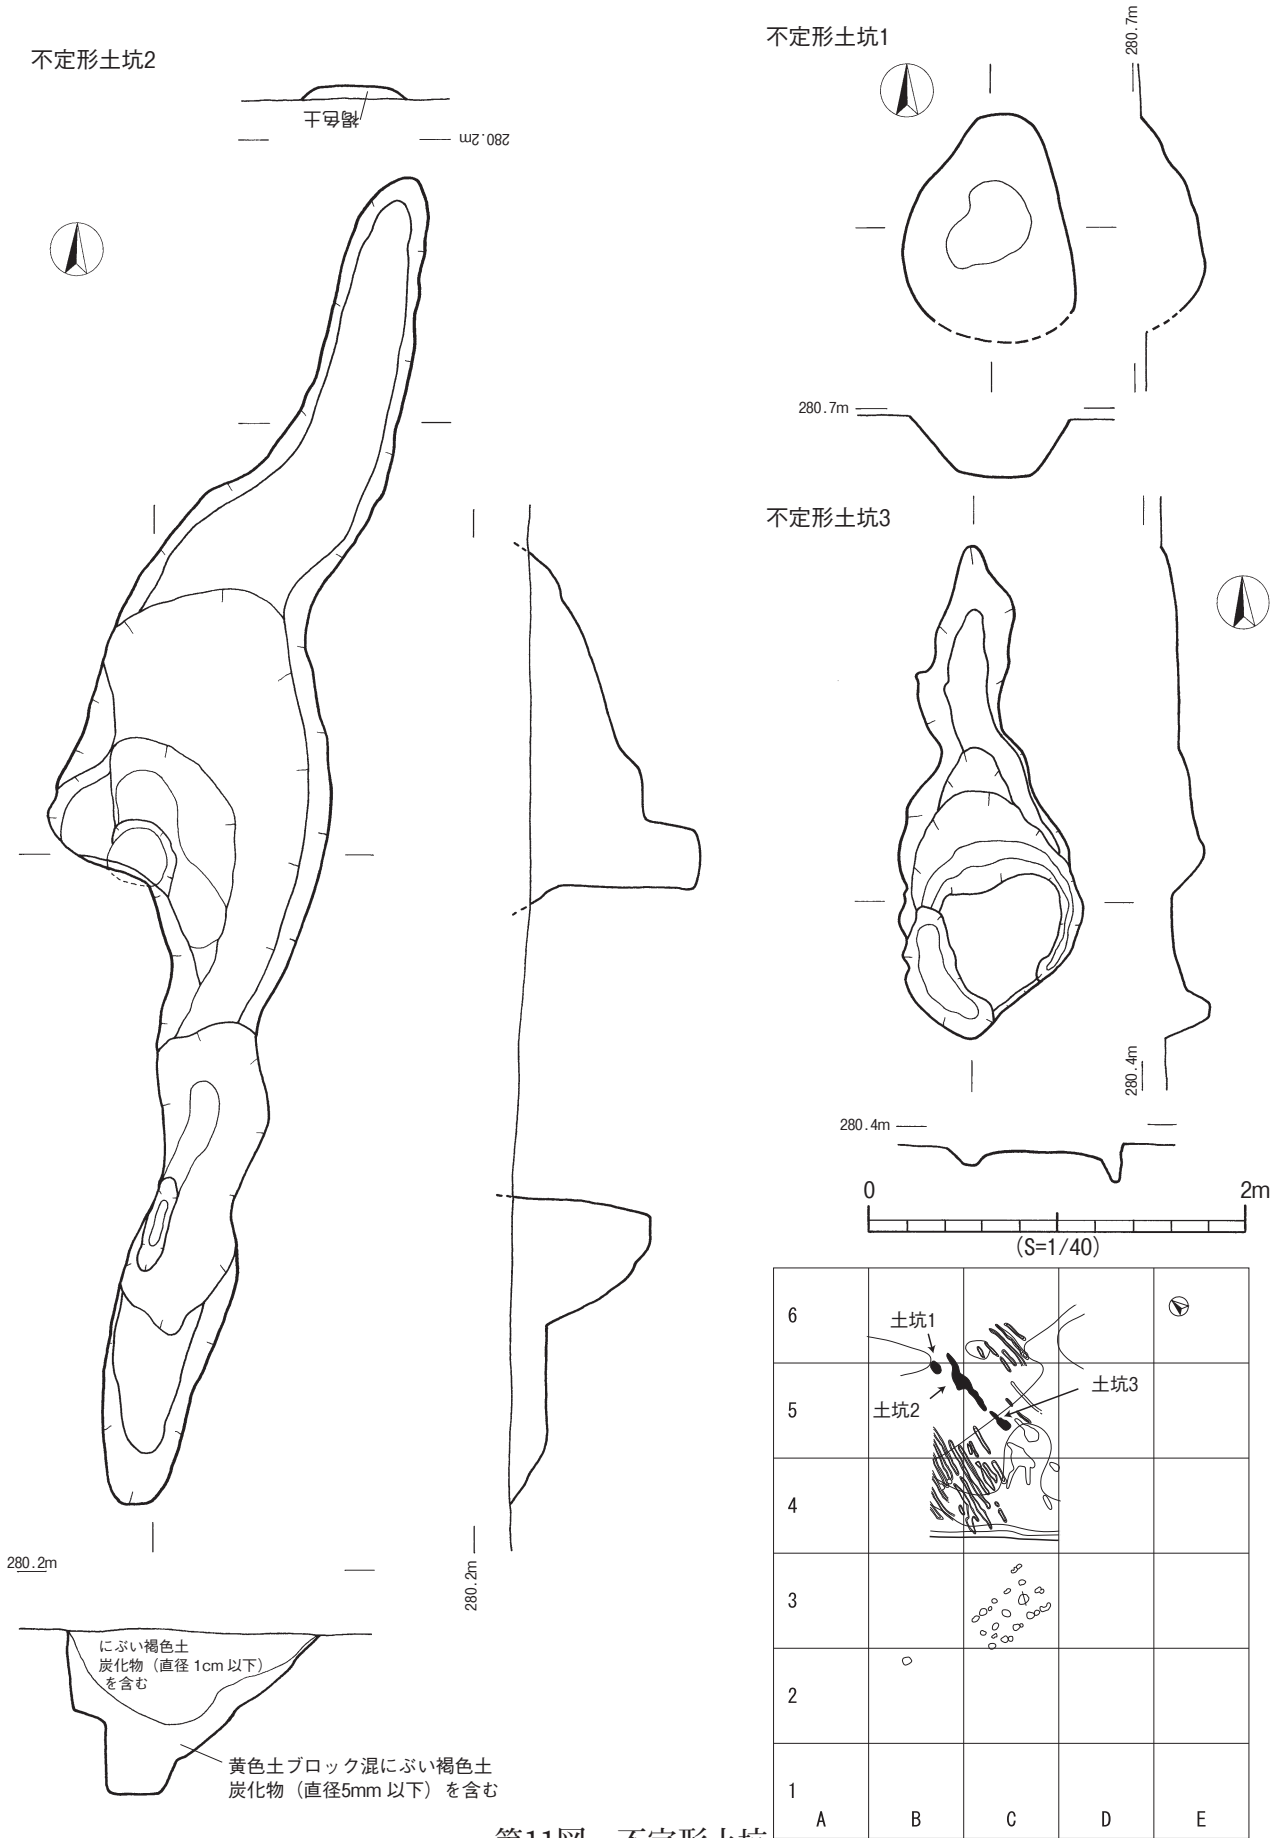 不定形土坑2
褐色土
280.2m
不定形土坑1
280.7m
280.7m
不定形土坑3
280.4m
280.4m
0 2m
(S=1/40)
280.2m
280.2m
にぶい褐色土
炭化物（直径 1cm 以下）
を含む
黄色土ブロック混にぶい褐色土
炭化物（直径5mm 以下）を含む
6
土坑1
5
土坑2
土坑3
4
3
2
1
A B C D E
第11図 不定形土坑